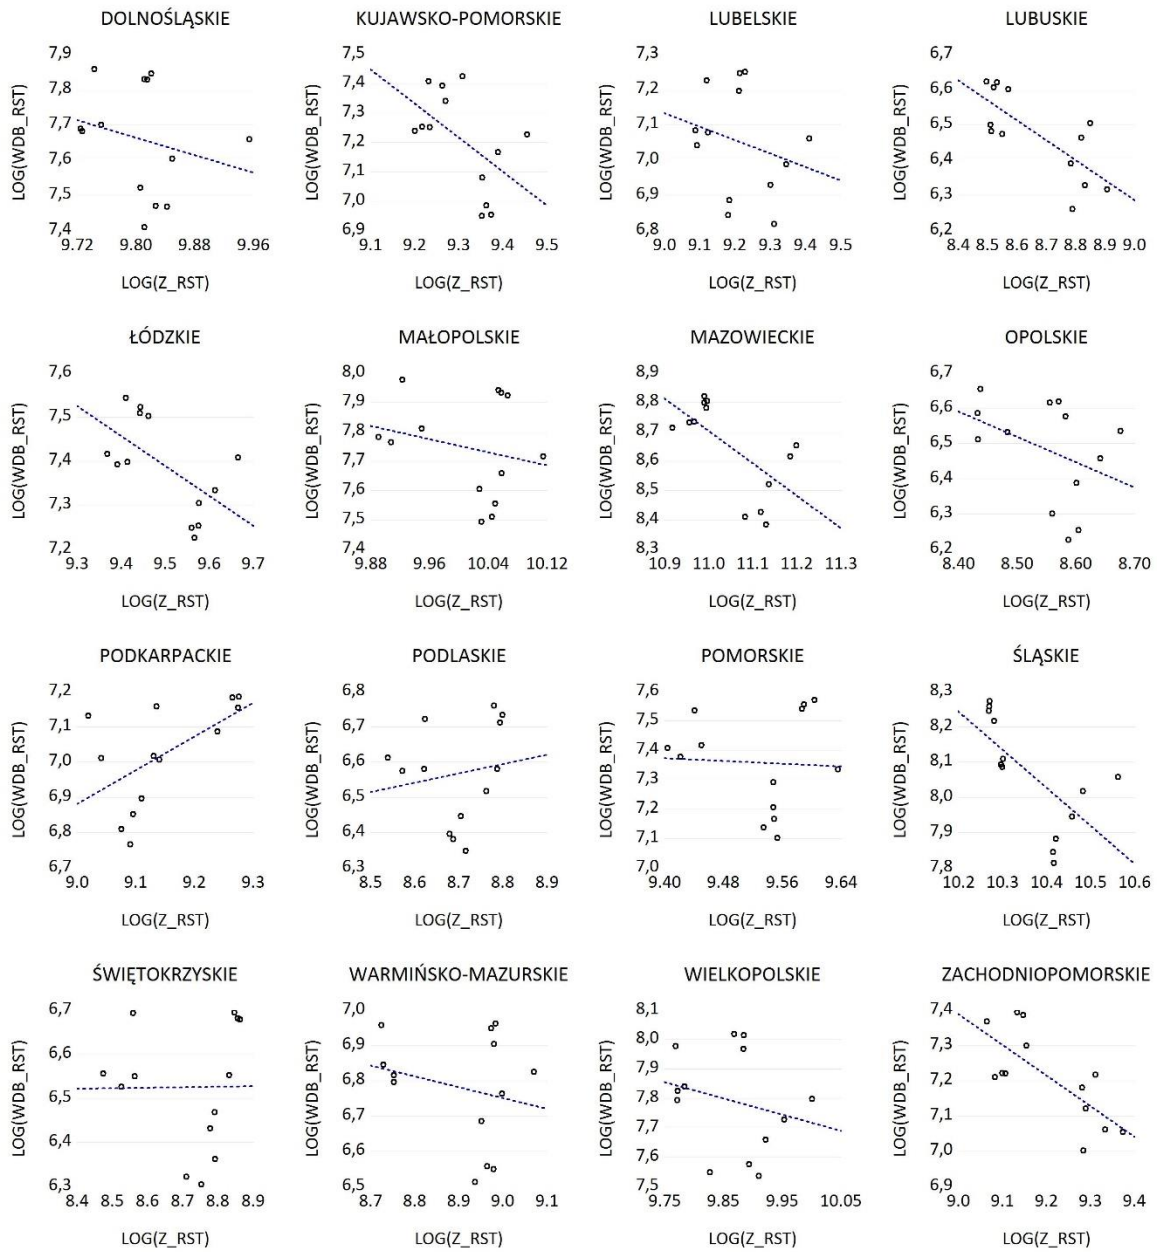 DOLNOŚLĄSKIE KUJAWSKO-POMORSKIE LUBELSKIE LUBUSKIE
LOG(WDB_RST) LOG(WDB_RST) LOG(WDB_RST) LOG(WDB_RST)
7,9 7,5 7,3 6,7
7,8 7,4 7,2 6,6
7,7 7,3 7,1 6,5
7,6 7,2 7,0 6,4
7,5 7,1 6,9 6,3
7,4 7,0 6,8 6,2
6,9
9.72 9.80 9.88 9.96 9.1 9.2 9.3 9.4 9.5 9.0 9.1 9.2 9.3 9.4 9.5 8.4 8.5 8.6 8.7 8.8 8.9 9.0
LOG(Z_RST) LOG(Z_RST) LOG(Z_RST) LOG(Z_RST)
ŁÓDZKIE MAŁOPOLSKIE MAZOWIECKIE OPOLSKIE
LOG(WDB_RST) LOG(WDB_RST) LOG(WDB_RST) LOG(WDB_RST)
7,6 8,0 8,9 6,7
7,5 7,9 8,8 6,6
7,4 7,8 8,7 6,5
7,3 7,7 8,6 6,4
7,2 7,6 8,5 6,3
7,5 8,4 6,2
7,4 8,3
9.3 9.4 9.5 9.6 9.7 9.88 9.96 10.04 10.12 10.9 11.0 11.1 11.2 11.3 8.40 8.50 8.60 8.70
LOG(Z_RST) LOG(Z_RST) LOG(Z_RST) LOG(Z_RST)
PODKARPACKIE PODLASKIE POMORSKIE ŚLĄSKIE
LOG(WDB_RST) LOG(WDB_RST) LOG(WDB_RST) LOG(WDB_RST)
7,2 6,8 7,6 8,3
7,1 6,7 7,5 8,2
7,0 6,6 7,4 8,1
6,9 6,5 7,3 8,0
6,8 6,4 7,2 7,9
6,7 6,3 7,1 7,8
7,0
9.0 9.1 9.2 9.3 8.5 8.6 8.7 8.8 8.9 9.40 9.48 9.56 9.64 10.2 10.3 10.4 10.5 10.6
LOG(Z_RST) LOG(Z_RST) LOG(Z_RST) LOG(Z_RST)
ŚWIĘTOKRZYSKIE WARMIŃSKO-MAZURSKIE WIELKOPOLSKIE ZACHODNIOPOMORSKIE
LOG(WDB_RST) LOG(WDB_RST) LOG(WDB_RST) LOG(WDB_RST)
6,7 7,0 8,1 7,4
6,6 6,9 8,0 7,3
6,5 6,8 7,9 7,2
6,4 6,7 7,8 7,1
6,3 6,6 7,7 7,0
6,5 7,6 6,9
7,5
8.4 8.5 8.6 8.7 8.8 8.9 8.7 8.8 8.9 9.0 9.1 9.75 9.85 9.95 10.05 9.0 9.1 9.2 9.3 9.4
LOG(Z_RST) LOG(Z_RST) LOG(Z_RST) LOG(Z_RST)